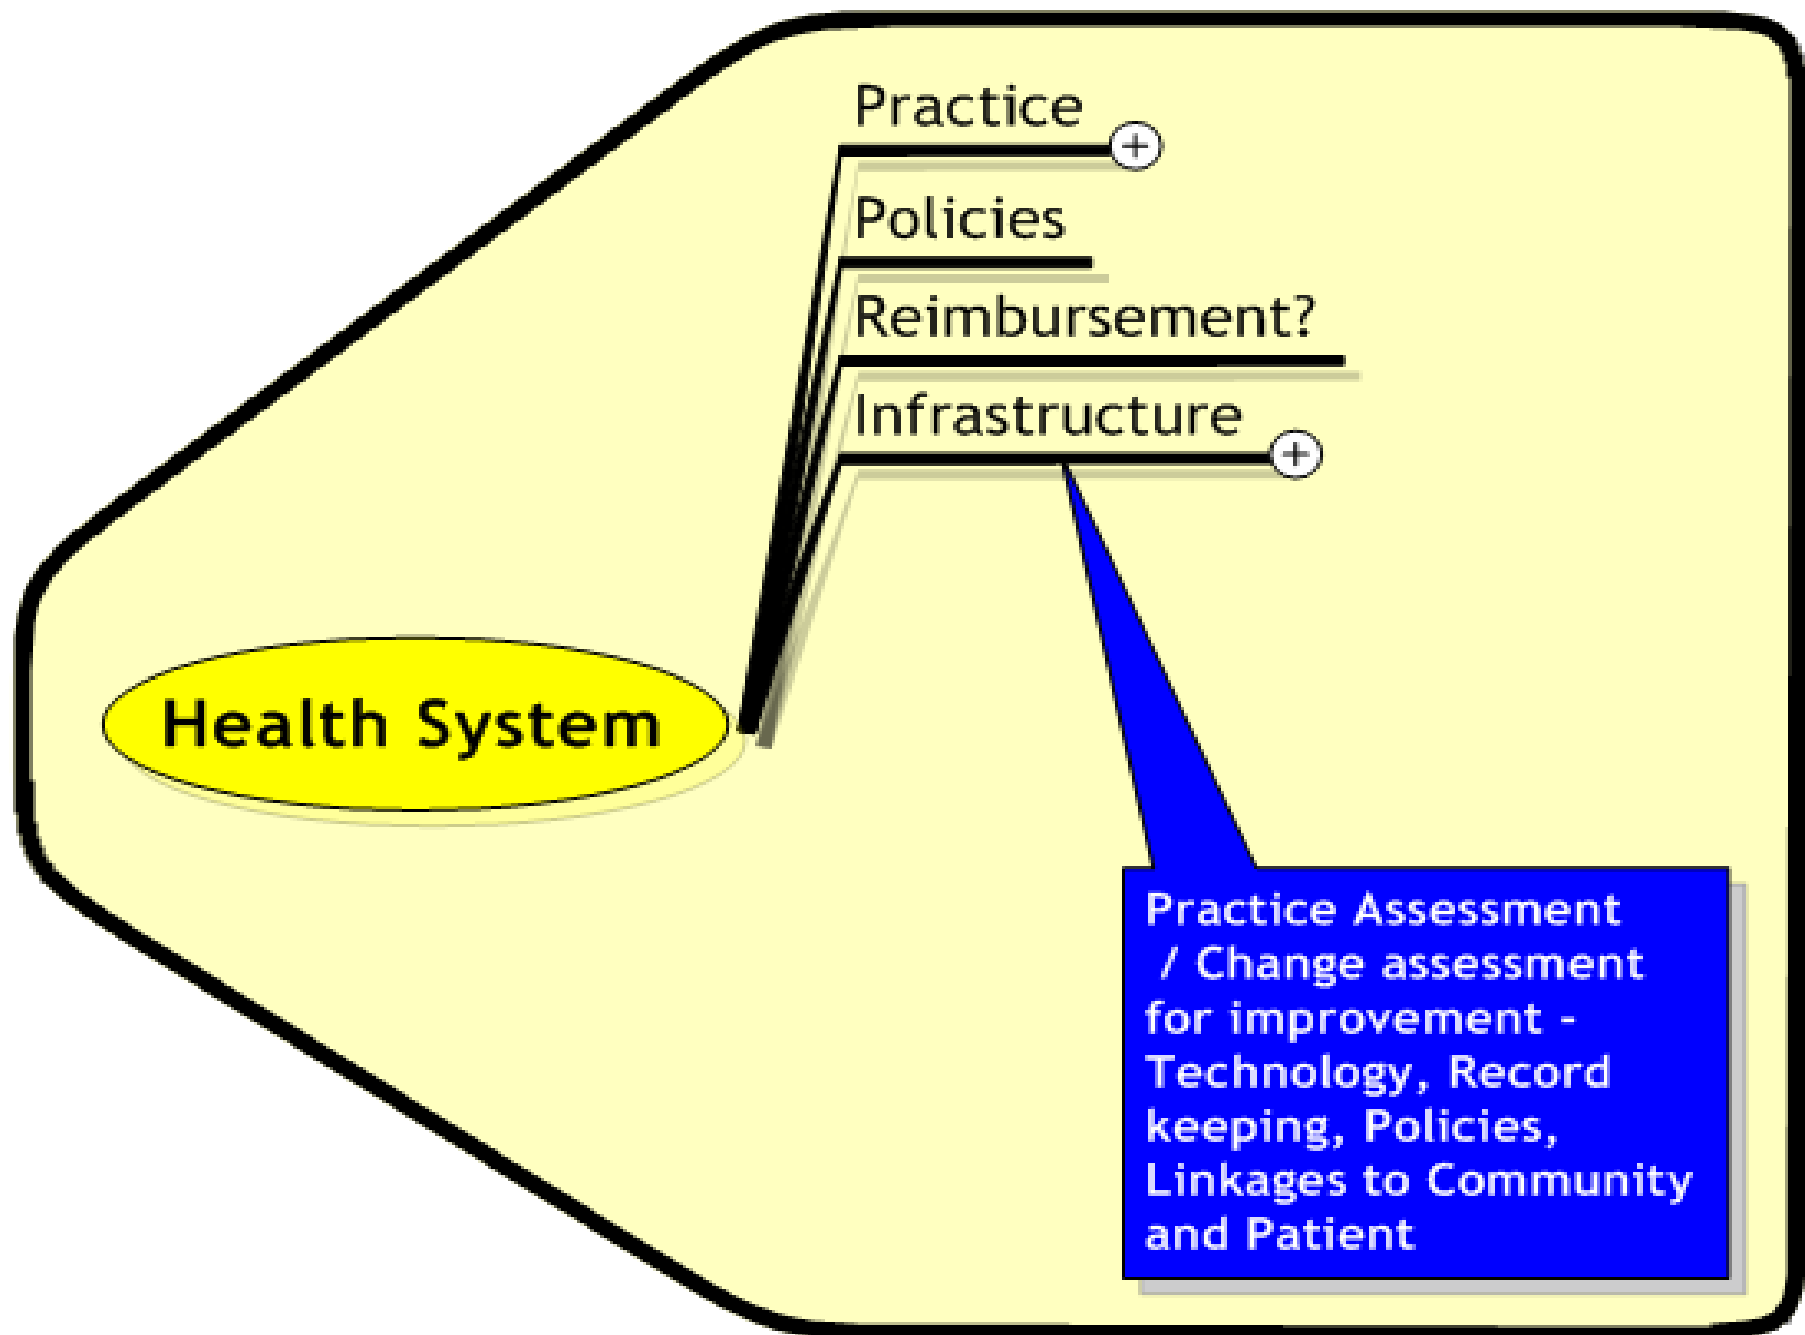 Practice
Policies
Reimbursement?
Infrastructure
Health System
Practice Assessment
/ Change assessment
for improvement -
Technology, Record
keeping, Policies,
Linkages to Community
and Patient